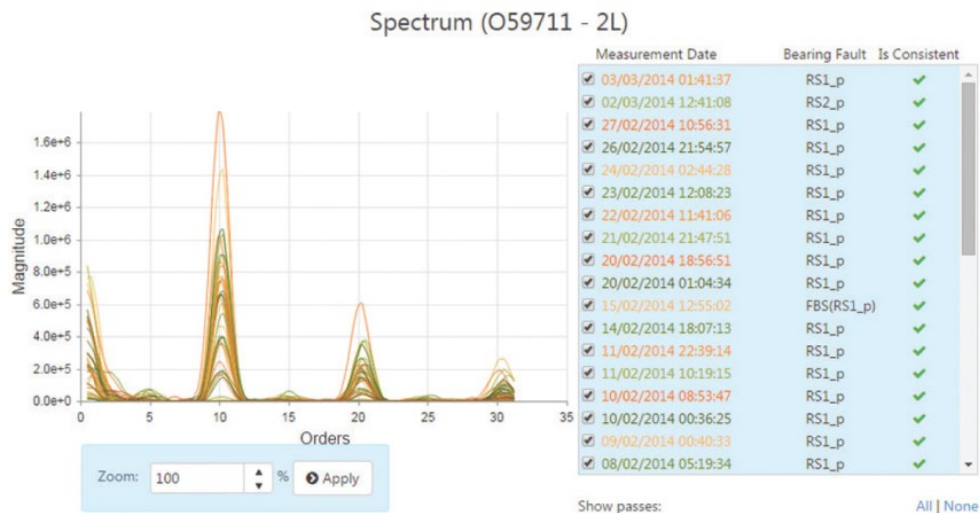 Spectrum (O59711 - 2L)
Measurement Date Bearing Fault Is Consistent
03/03/2014 01:41:37 RS1_p
02/03/2014 12:41:08 RS2_p
27/02/2014 10:56:31 RS1_p
26/02/2014 21:54:57 RS1_p
24/02/2014 02:44:28 RS1_p
23/02/2014 12:08:23 RS1_p
22/02/2014 11:41:06 RS1_p
21/02/2014 21:47:51 RS1_p
20/02/2014 18:56:51 RS1_p
20/02/2014 01:04:34 RS1_p
15/02/2014 12:55:02 FBS(RS1_p)
14/02/2014 18:07:13 RS1_p
11/02/2014 22:39:14 RS1_p
11/02/2014 10:19:15 RS1_p
10/02/2014 08:53:47 RS1_p
10/02/2014 00:36:25 RS1_p
09/02/2014 00:40:33 RS1_p
08/02/2014 05:19:34 RS1_p
Show passes: All | None
Magnitude
1.6e+6
1.4e+6
1.2e+6
1.0e+6
8.0e+5
6.0e+5
4.0e+5
2.0e+5
0.0e+0
0 5 10 15 20 25 30 35
Orders
Zoom: 100 % Apply